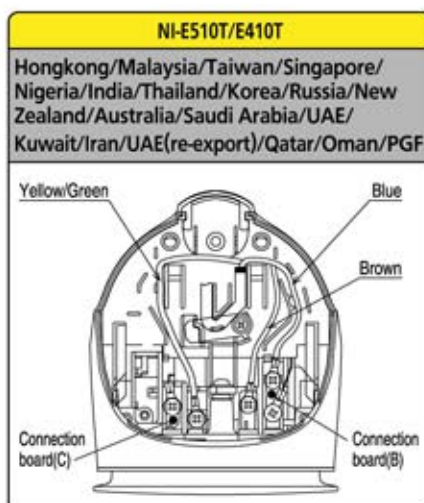 NI-E510T/E410T
Hongkong/Malaysia/Taiwan/Singapore/
Nigeria/India/Thailand/Korea/Russia/New
Zealand/Australia/Saudi Arabia/UAE/
Kuwait/Iran/UAE(re-export)/Qatar/Oman/PGF
Yellow/Green
Blue
Brown
Connection
board(C)
Connection
board(B)